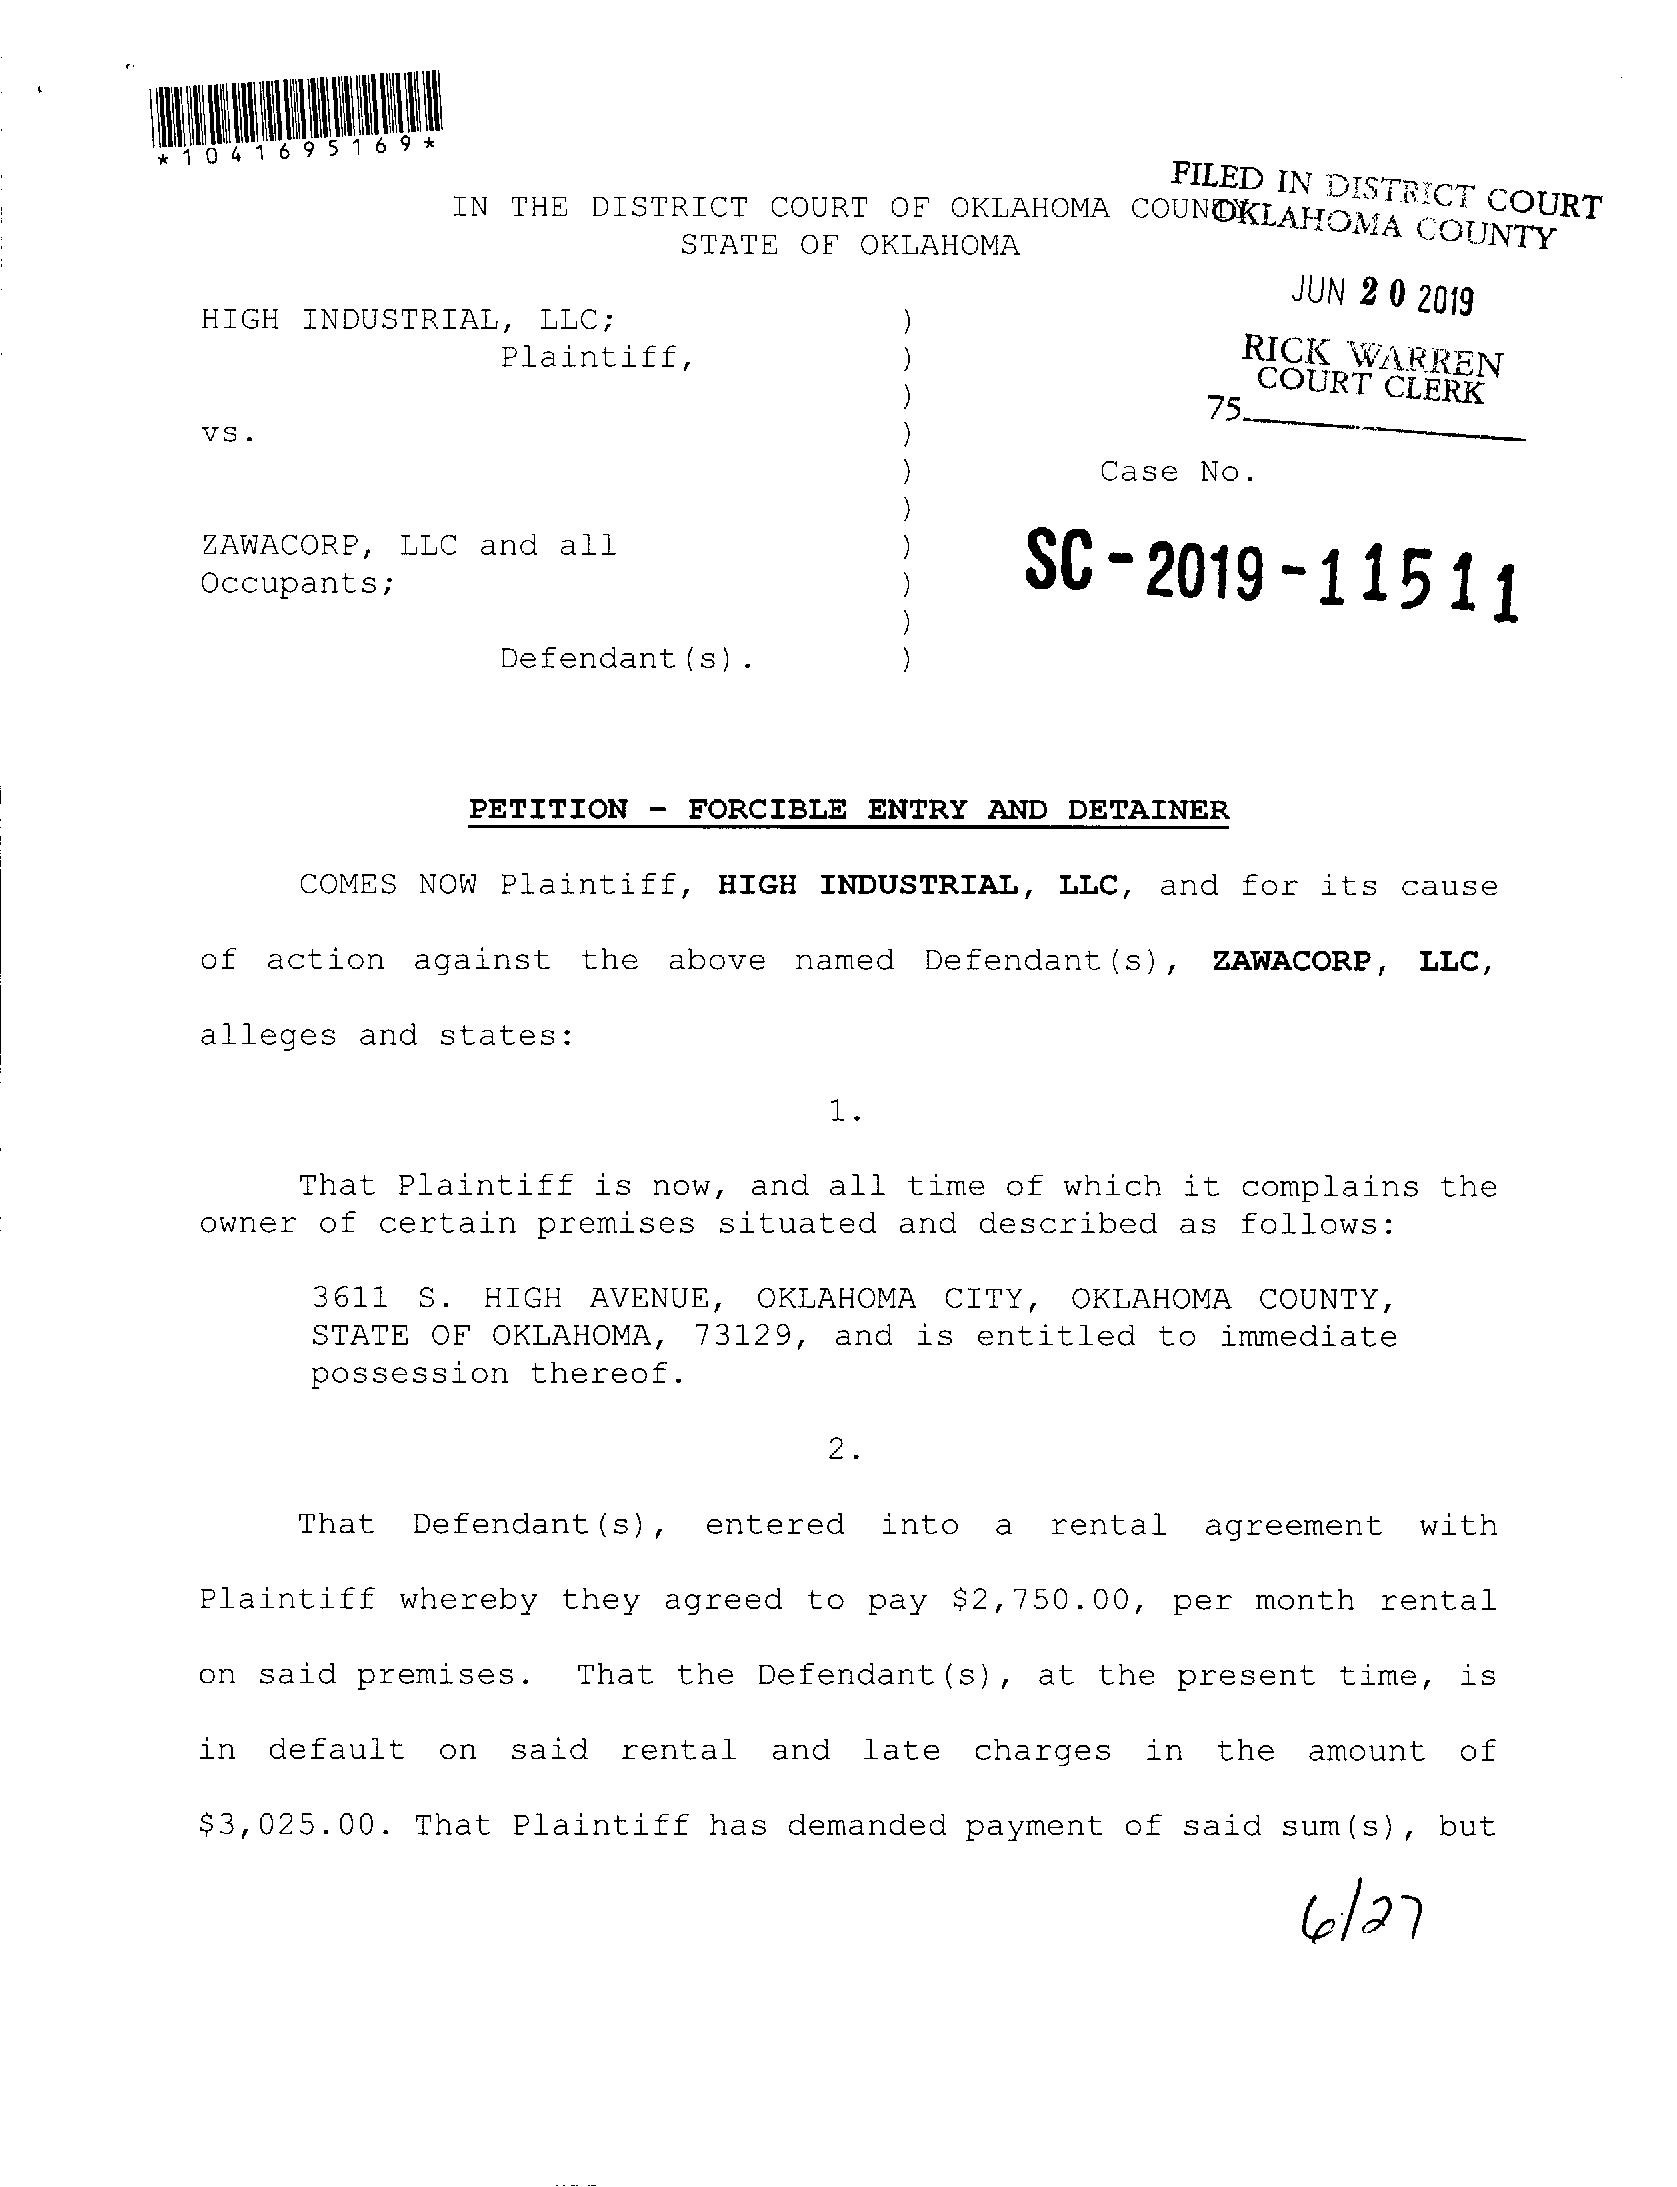 *1041695169*
FILED IN DISTRICT COURT
OKLAHOMA COUNTY
IN THE DISTRICT COURT OF OKLAHOMA
STATE OF OKLAHOMA
JUN 20 2019
RICK WARREN
COURT CLERK
75
HIGH INDUSTRIAL, LLC; )
Plaintiff, )
)
vs. )
) Case No.
)
ZAWACORP, LLC and all ) SC-2019-11511
Occupants; )
)
Defendant(s). )
PETITION - FORCIBLE ENTRY AND DETAINER
COMES NOW Plaintiff, HIGH INDUSTRIAL, LLC, and for its cause
of action against the above named Defendant(s), ZAWACORP, LLC,
alleges and states:
1.
That Plaintiff is now, and all time of which it complains the
owner of certain premises situated and described as follows:
3611 S. HIGH AVENUE, OKLAHOMA CITY, OKLAHOMA COUNTY,
STATE OF OKLAHOMA, 73129, and is entitled to immediate
possession thereof.
2.
That Defendant(s), entered into a rental agreement with
Plaintiff whereby they agreed to pay $2,750.00, per month rental
on said premises. That the Defendant(s), at the present time, is
in default on said rental and late charges in the amount of
$3,025.00. That Plaintiff has demanded payment of said sum(s), but
6/27